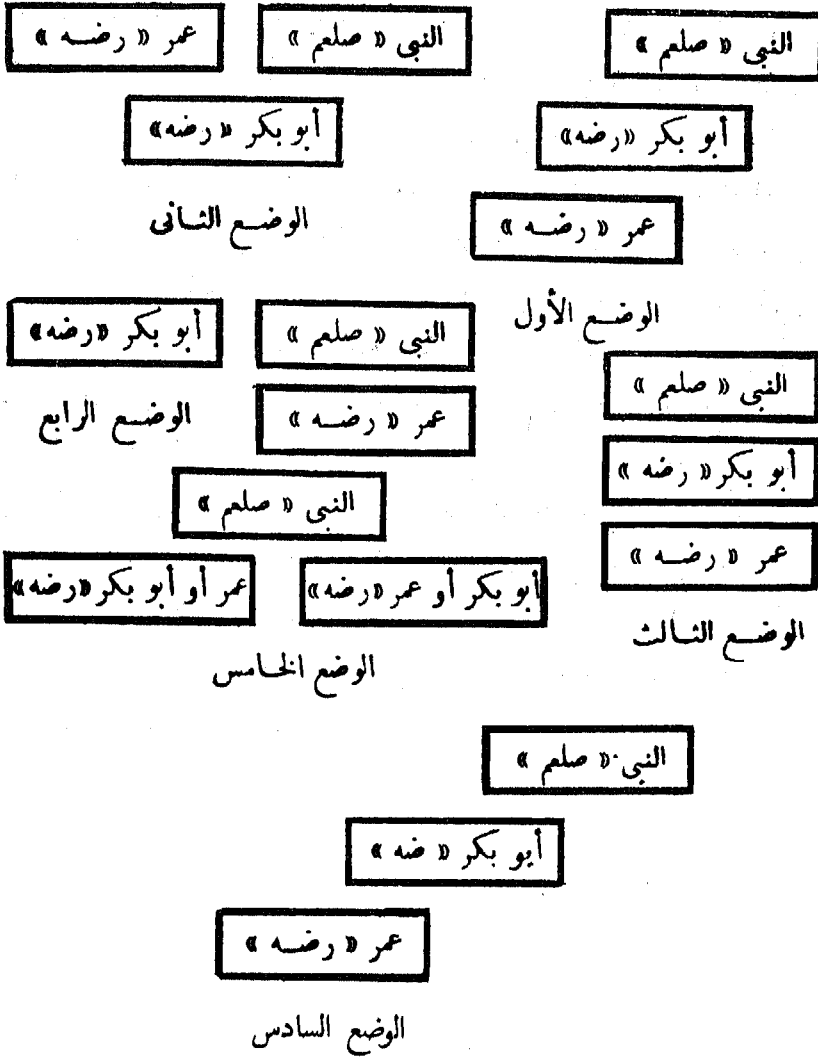 النبى « صلعم »
أبو بكر «رضه»
عمر « رضه »
الوضع الأول
النبى « صلعم » عمر « رضه »
أبو بكر «رضه»
الوضع الثانى
النبى « صلعم »
أبو بكر « رضه »
عمر « رضه »
الوضع الثالث
النبى « صلعم » أبو بكر «رضه»
عمر « رضه »
الوضع الرابع
النبى « صلعم »
أبو بكر أو عمر «رضه» عمر أو أبو بكر «رضه»
الوضع الخامس
النبى « صلعم »
أبو بكر « ضه »
عمر « رضه »
الوضع السادس